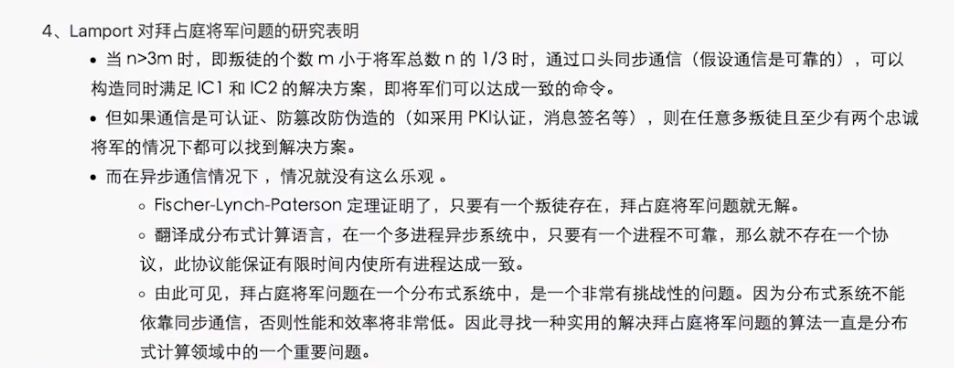 4、Lamport 对拜占庭将军问题的研究表明
• 当 n>3m 时，即叛徒的个数 m 小于将军总数 n 的 1/3 时，通过口头同步通信（假设通信是可靠的），可以
构造同时满足 IC1 和 IC2 的解决方案，即将军们可以达成一致的命令。
• 但如果通信是可认证、防篡改防伪造的（如采用 PKI认证，消息签名等），则在任意多叛徒且至少有两个忠诚
将军的情况下都可以找到解决方案。
• 而在异步通信情况下 ，情况就没有这么乐观 。
◦ Fischer-Lynch-Paterson 定理证明了，只要有一个叛徒存在，拜占庭将军问题就无解。
◦ 翻译成分布式计算语言，在一个多进程异步系统中，只要有一个进程不可靠，那么就不存在一个协
议，此协议能保证有限时间内使所有进程达成一致。
◦ 由此可见，拜占庭将军问题在一个分布式系统中，是一个非常有挑战性的问题。因为分布式系统不能
依靠同步通信，否则性能和效率将非常低。因此寻找一种实用的解决拜占庭将军问题的算法一直是分布
式计算领域中的一个重要问题。